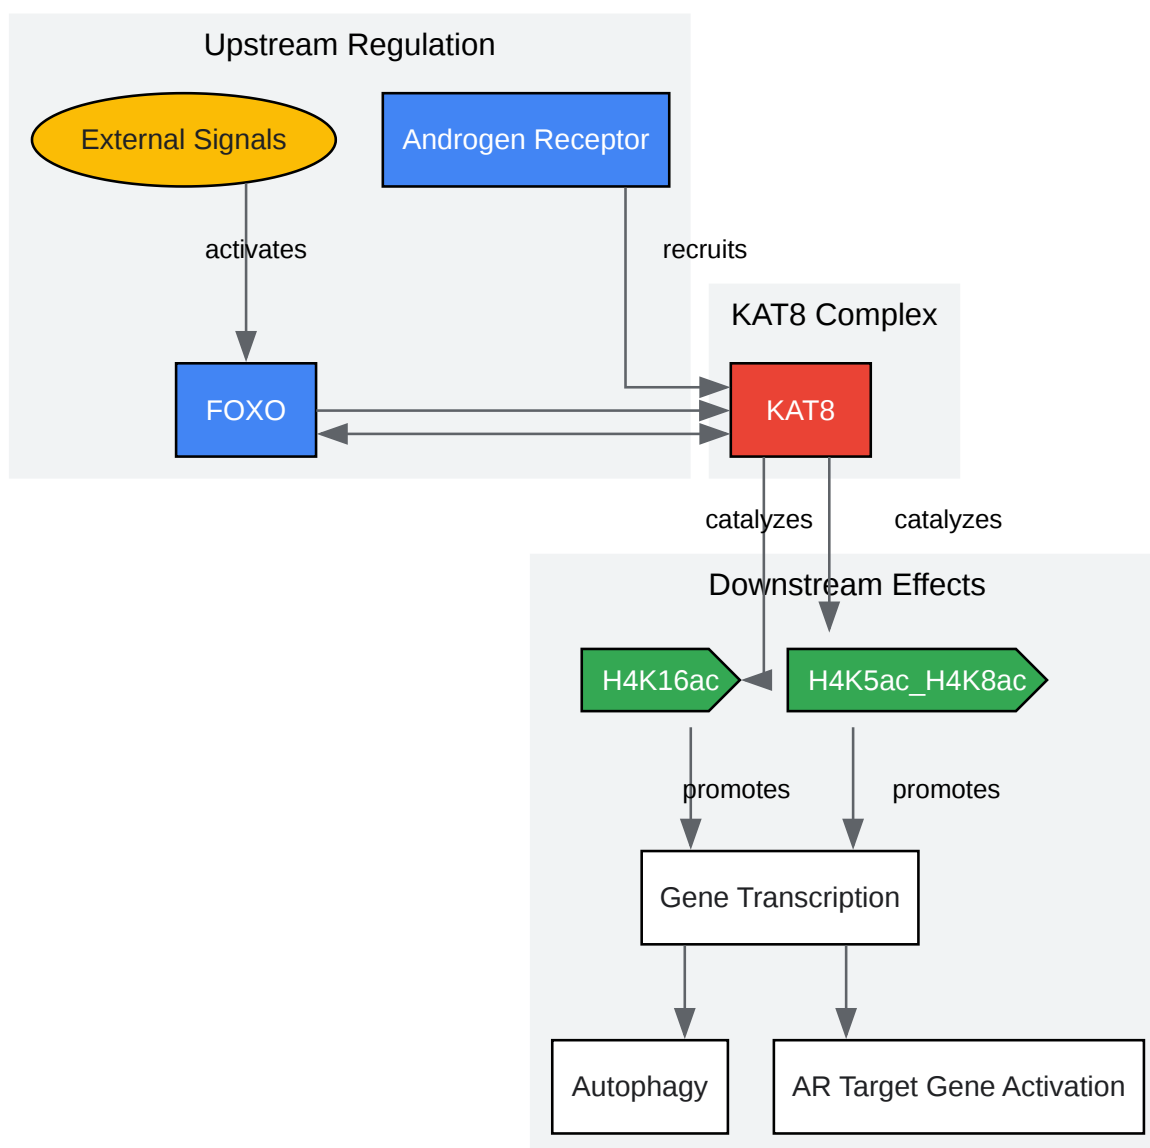 Upstream Regulation
External Signals
Androgen Receptor
activates
recruits
KAT8 Complex
FOXO
KAT8
catalyzes
catalyzes
Downstream Effects
H4K16ac
H4K5ac_H4K8ac
promotes
promotes
Gene Transcription
Autophagy
AR Target Gene Activation